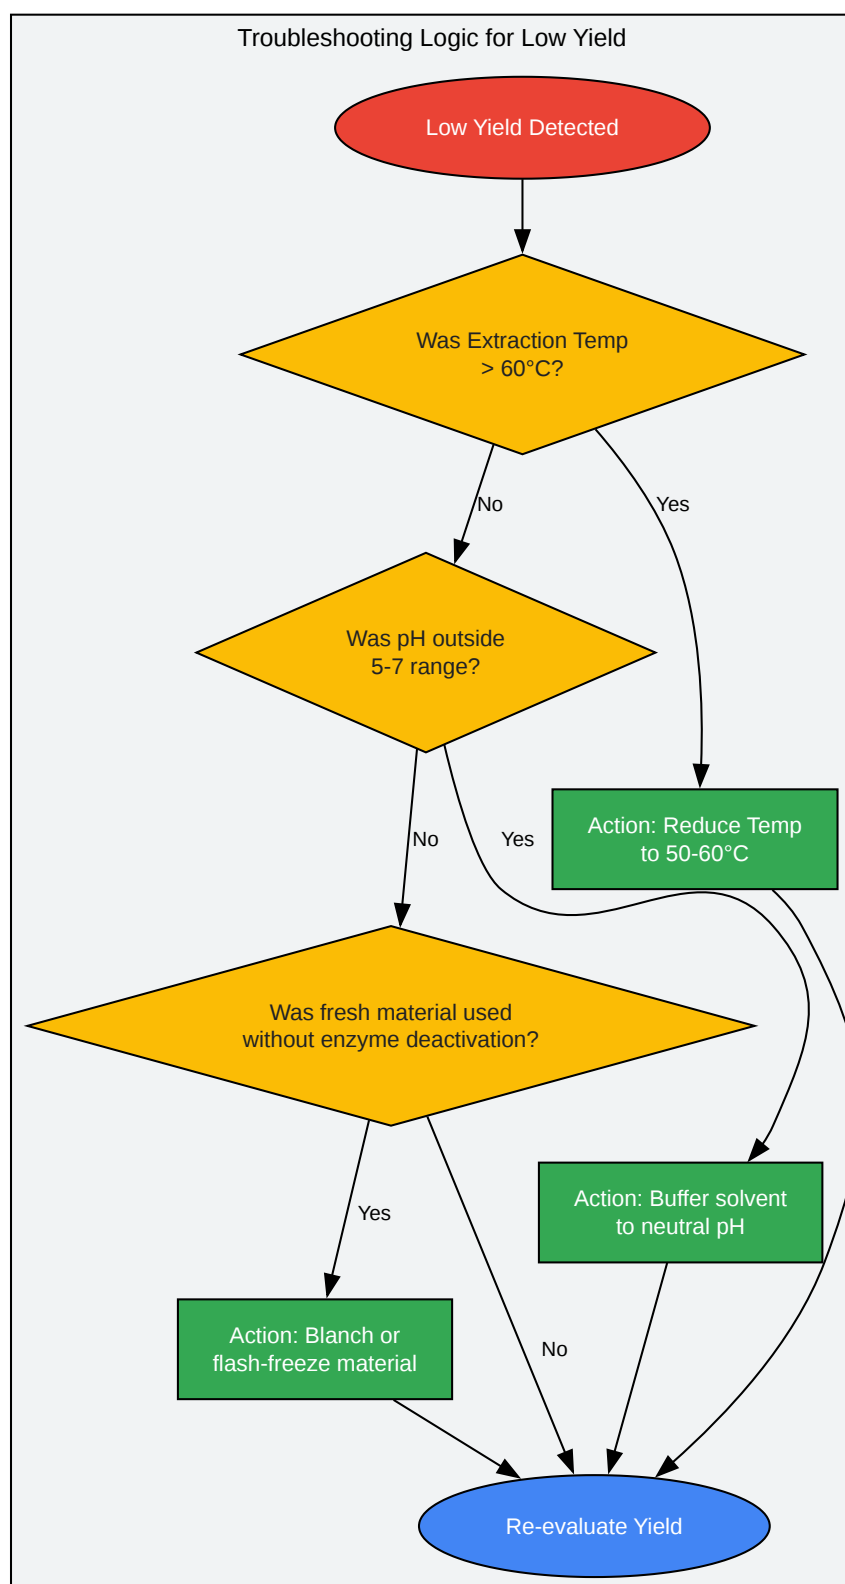 Troubleshooting Logic for Low Yield
Low Yield Detected
Was Extraction Temp
> 60°C?
No
Yes
Was pH outside
5-7 range?
No
Yes
Action: Reduce Temp
to 50-60°C
Was fresh material used
without enzyme deactivation?
Yes
Action: Buffer solvent
to neutral pH
Action: Blanch or
flash-freeze material
No
Re-evaluate Yield